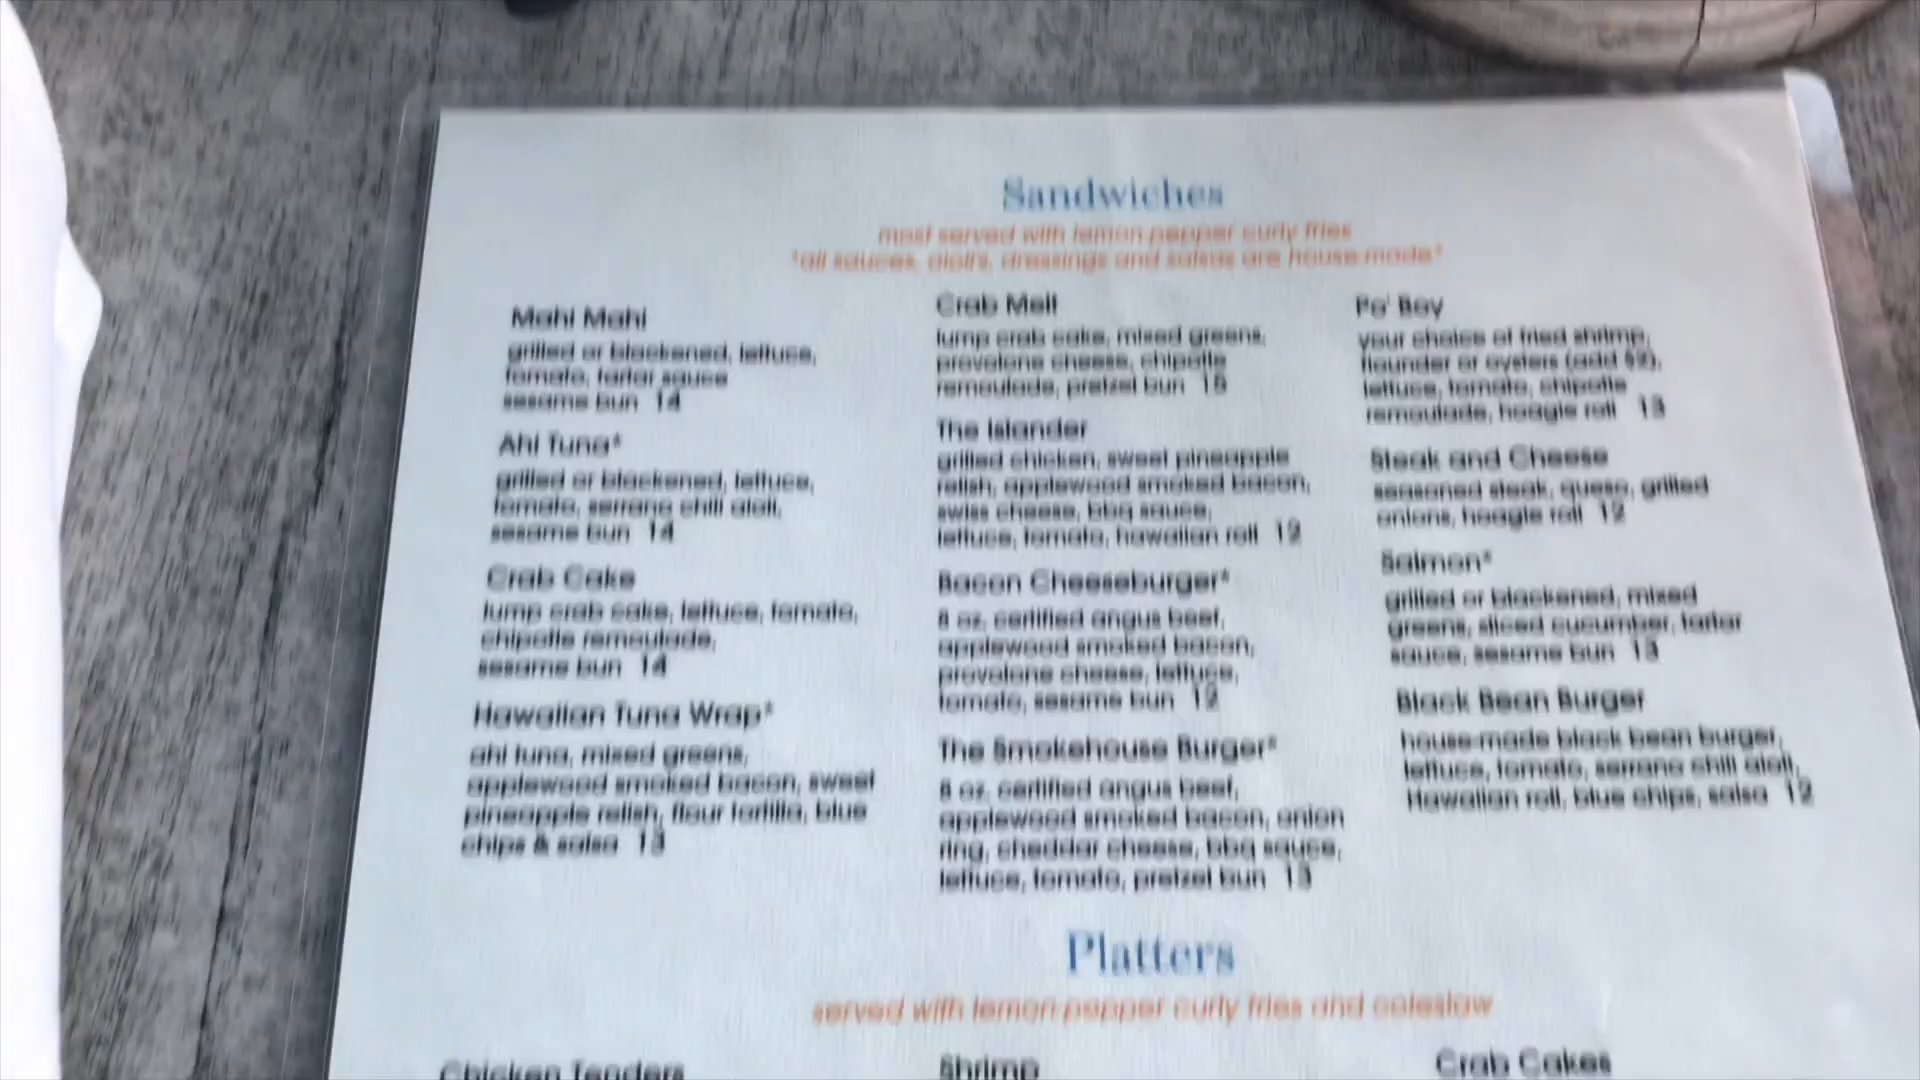 Sandwiches
most served with lemon-pepper curly fries
*all sauces, aiolis, dressings and salsas are house-made*
Mahi Mahi
grilled or blackened, lettuce,
tomato, tartar sauce
sesame bun 14
Ahi Tuna*
grilled or blackened, lettuce,
tomato, serrano chili aioli,
sesame bun 14
Crab Cake
lump crab cake, lettuce, tomato,
chipotle remoulade,
sesame bun 14
Hawaiian Tuna Wrap*
ahi tuna, mixed greens,
applewood smoked bacon, sweet
pineapple relish, flour tortilla, blue
chips & salsa 13
Crab Melt
lump crab cake, mixed greens,
provolone cheese, chipotle
remoulade, pretzel bun 15
The Islander
grilled chicken, sweet pineapple
relish, applewood smoked bacon,
swiss cheese, bbq sauce,
lettuce, tomato, hawaiian roll 12
Bacon Cheeseburger*
8 oz. certified angus beef,
applewood smoked bacon,
provolone cheese, lettuce,
tomato, sesame bun 12
The Smokehouse Burger*
8 oz. certified angus beef,
applewood smoked bacon, onion
ring, cheddar cheese, bbq sauce,
lettuce, tomato, pretzel bun 13
Po' Boy
your choice of fried shrimp,
flounder or oysters (add $2),
lettuce, tomato, chipotle
remoulade, hoagie roll 13
Steak and Cheese
seasoned steak, queso, grilled
onions, hoagie roll 12
Salmon*
grilled or blackened, mixed
greens, sliced cucumber, tartar
sauce, sesame bun 13
Black Bean Burger
house-made black bean burger,
lettuce, tomato, serrano chili aioli,
Hawaiian roll, blue chips, salsa 12
Platters
served with lemon-pepper curly fries and coleslaw
Chicken Tenders
Shrimp
Crab Cakes